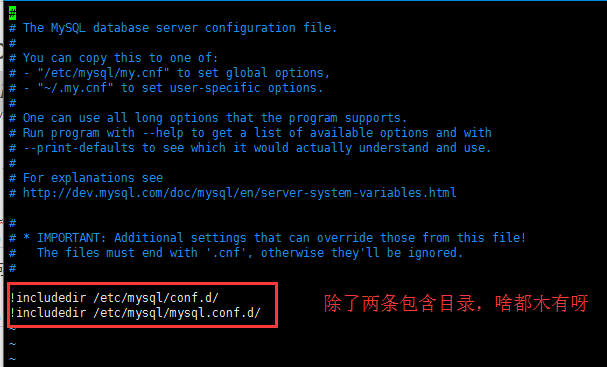 #
# The MySQL database server configuration file.
#
# You can copy this to one of:
# - "/etc/mysql/my.cnf" to set global options,
# - "~/.my.cnf" to set user-specific options.
#
# One can use all long options that the program supports.
# Run program with --help to get a list of available options and with
# --print-defaults to see which it would actually understand and use.
#
# For explanations see
# http://dev.mysql.com/doc/mysql/en/server-system-variables.html

#
# * IMPORTANT: Additional settings that can override those from this file!
#   The files must end with '.cnf', otherwise they'll be ignored.
#

!includedir /etc/mysql/conf.d/
!includedir /etc/mysql/mysql.conf.d/
除了两条包含目录，啥都木有呀
~
~
~